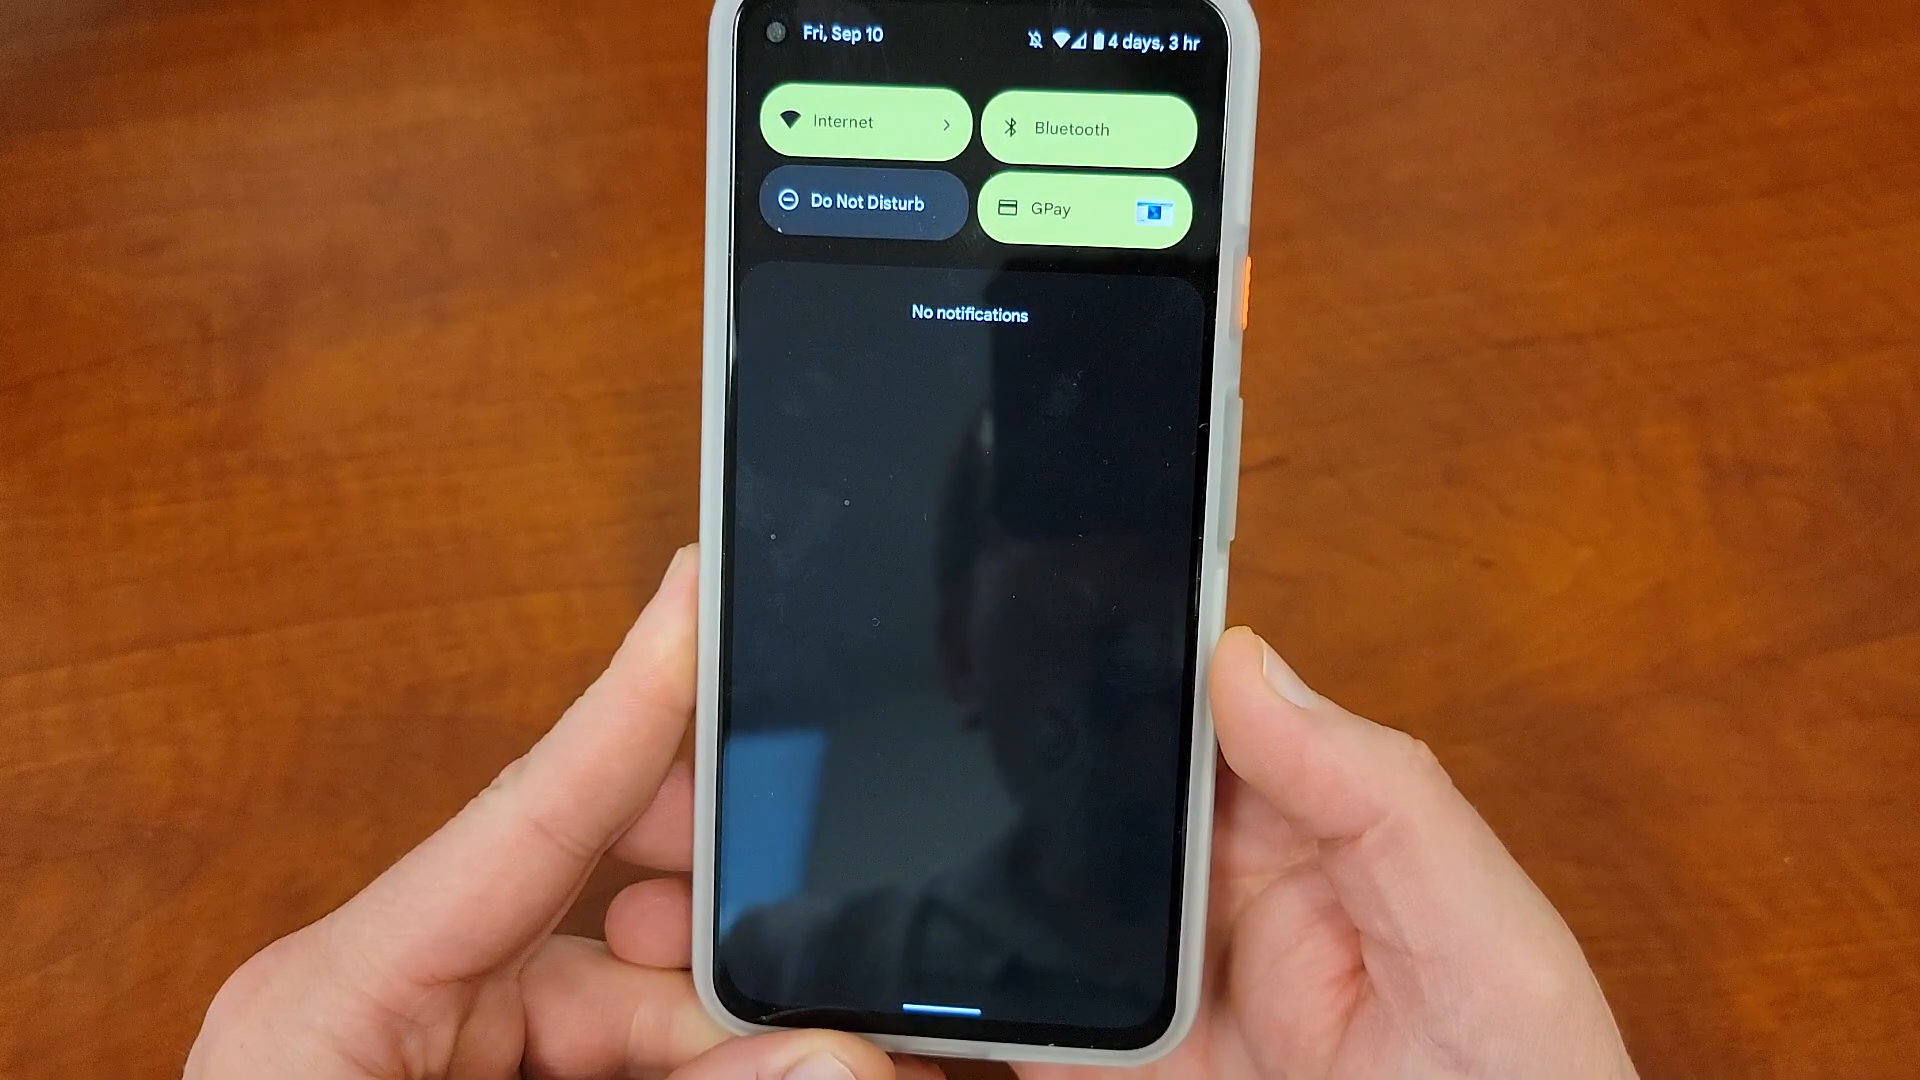 Fri, Sep 10
4 days, 3 hr
Internet
Bluetooth
Do Not Disturb
GPay
No notifications